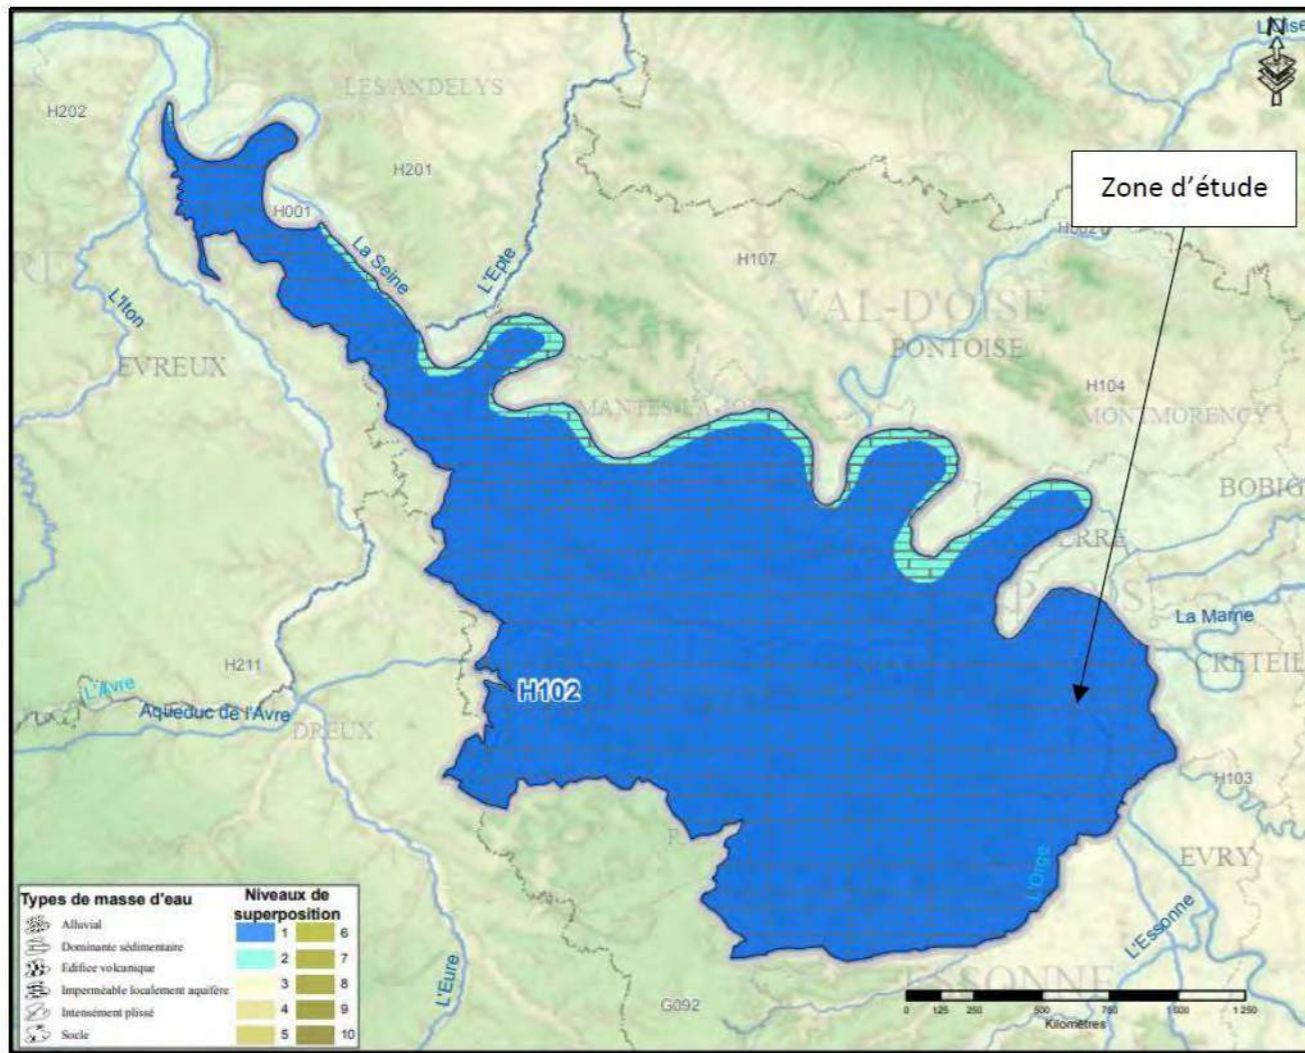 L'Oise
N
LES ANDELYS
H202
H201
Zone d'étude
H001
La Seine
L'Epte
H107
L'Iton
VAL-D'OISE
PONTOISE
EVREUX
H104
MONTMORENCY
BOBIG
La Marne
CRETEIL
H211
H102
L'Avre
Aqueduc de l'Avre
DREUX
H103
EVRY
L'Orge
L'Essonne
ESSONNE
L'Eure
G092
Types de masse d'eau
Alluvial
Dominante sédimentaire
Edifice volcanique
Imperméable localement aquifère
Intensément plissé
Socle
Niveaux de
superposition
1 6
2 7
3 8
4 9
5 10
0 125 250 500 750 1 000 1 250
Kilomètres